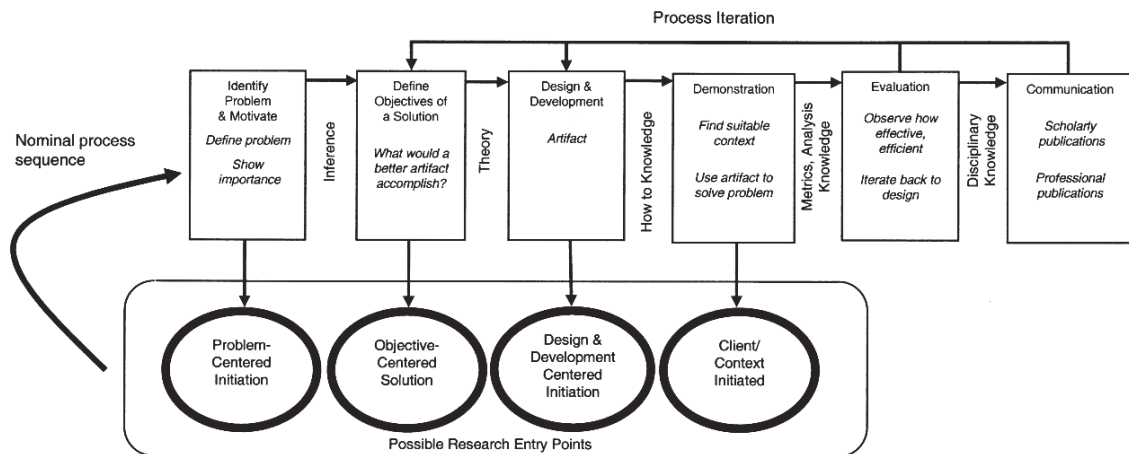 Process Iteration
Nominal process
sequence
Identify
Problem
& Motivate
Define problem
Show
importance
Inference
Define
Objectives of
a Solution
What would a
better artifact
accomplish?
Theory
Design &
Development
Artifact
How to Knowledge
Demonstration
Find suitable
context
Use artifact to
solve problem
Metrics, Analysis
Knowledge
Evaluation
Observe how
effective,
efficient
Iterate back to
design
Disciplinary
Knowledge
Communication
Scholarly
publications
Professional
publications
Problem-
Centered
Initiation
Objective-
Centered
Solution
Design &
Development
Centered
Initiation
Client/
Context
Initiated
Possible Research Entry Points